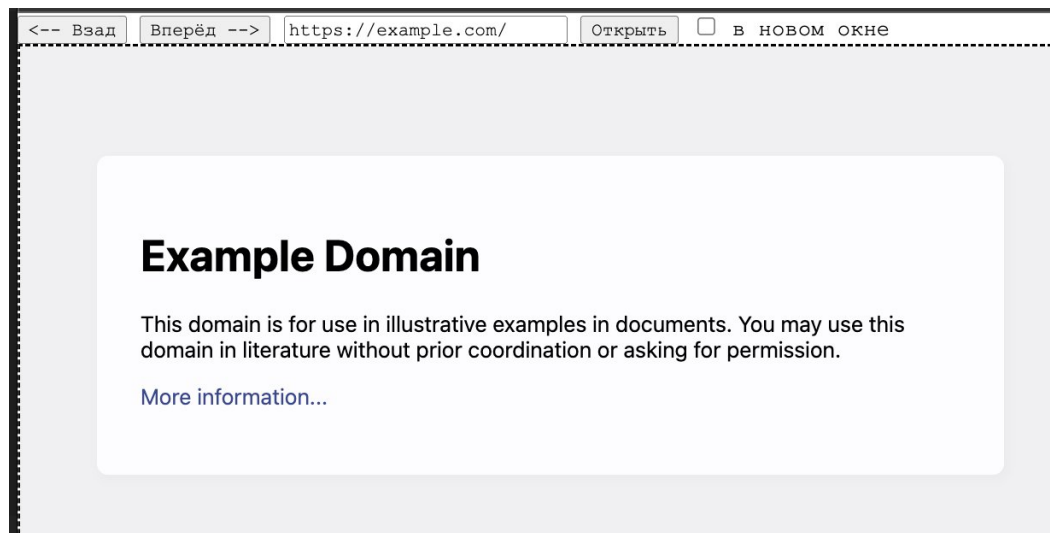 <-- Взад Вперёд --> https://example.com/ Открыть в новом окне
Example Domain
This domain is for use in illustrative examples in documents. You may use this
domain in literature without prior coordination or asking for permission.
More information...